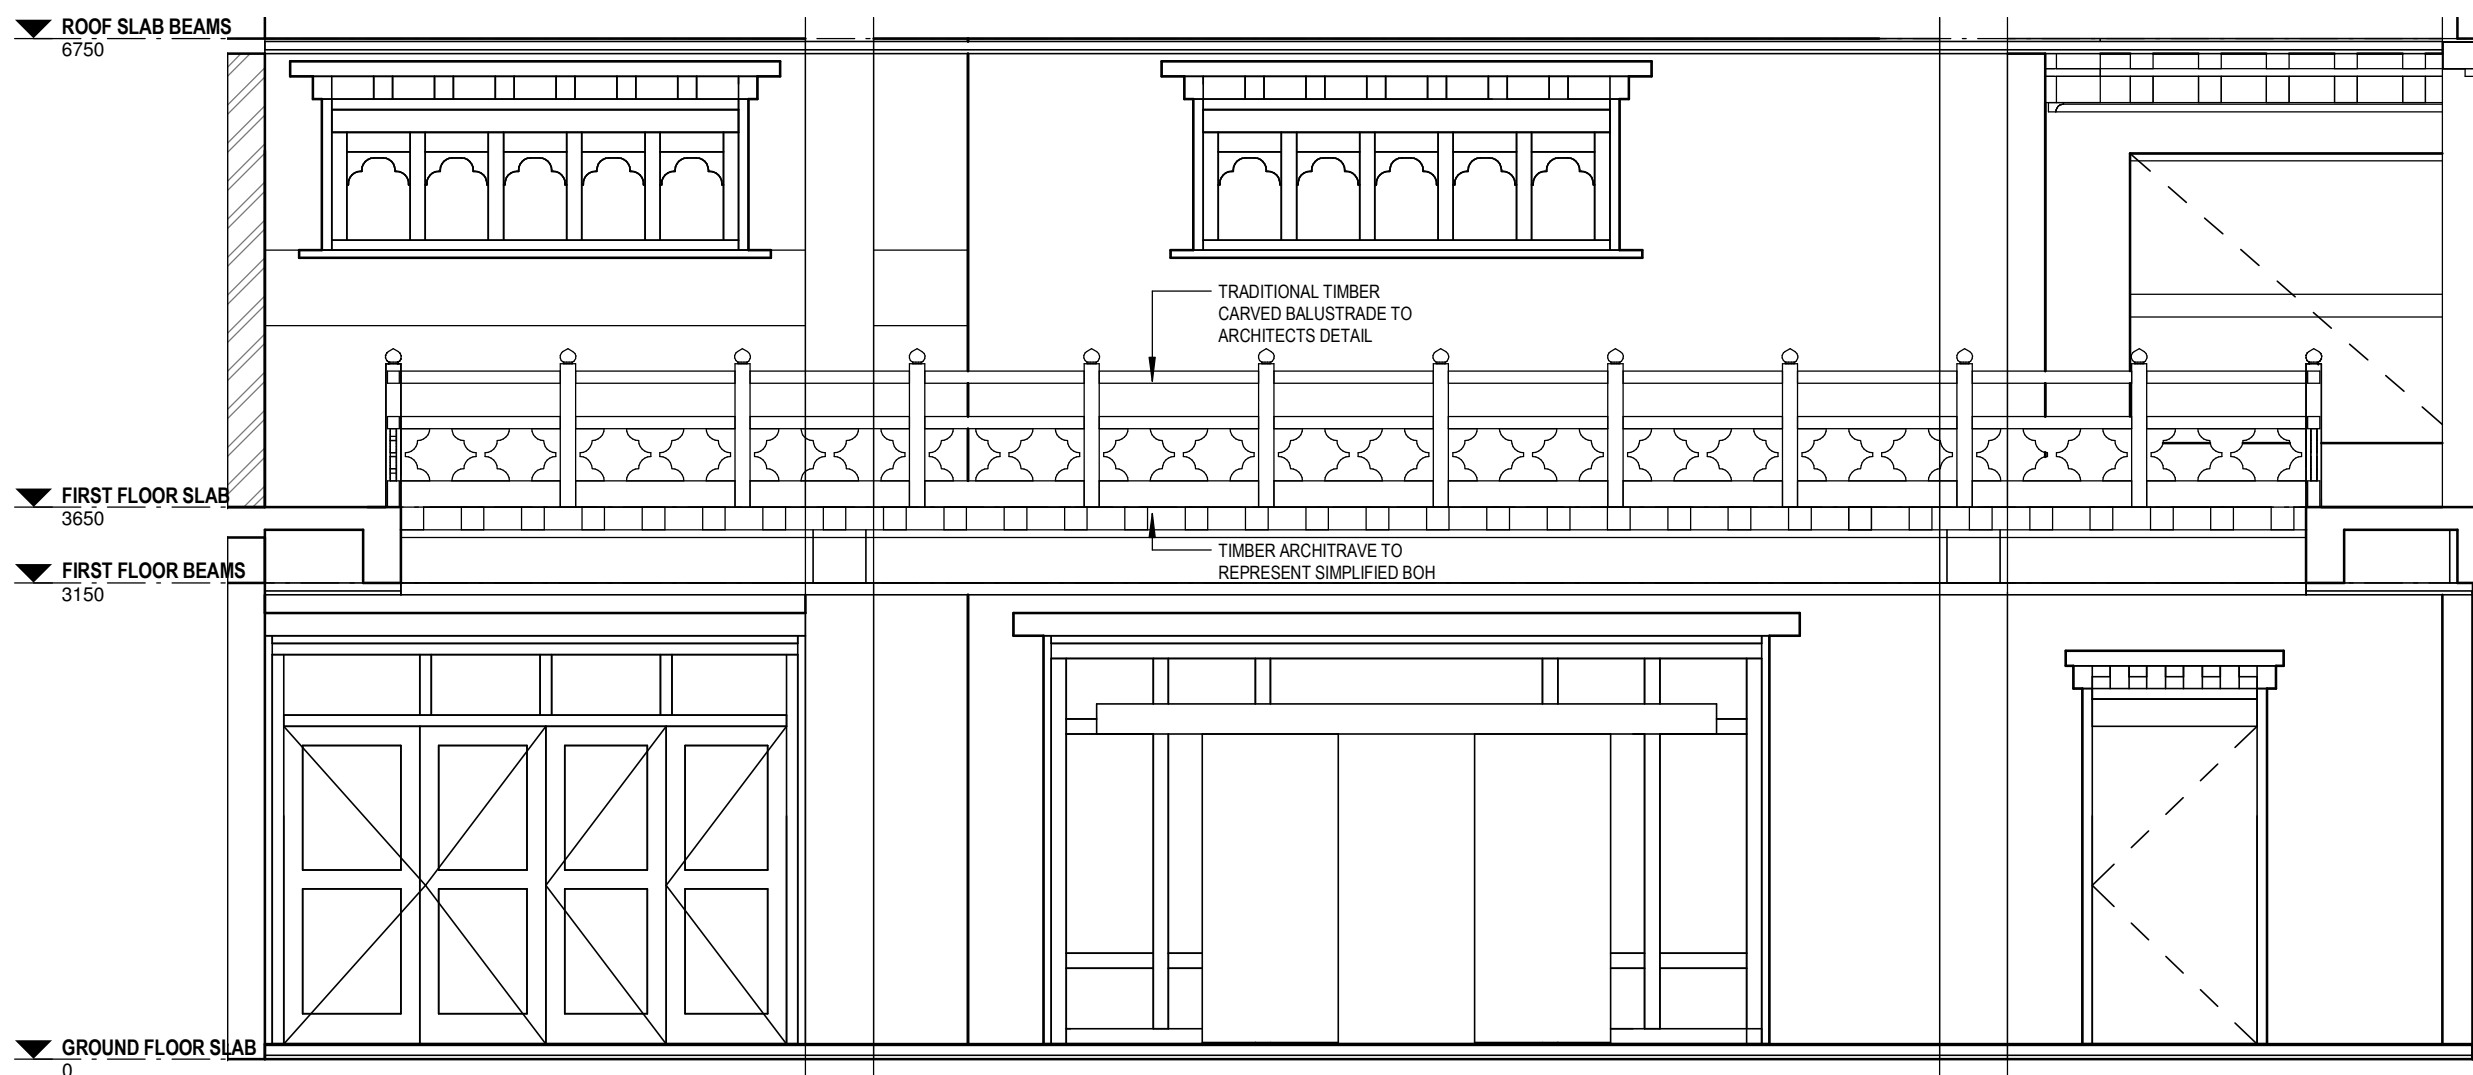 ROOF SLAB BEAMS
6750
TRADITIONAL TIMBER
CARVED BALUSTRADE TO
ARCHITECTS DETAIL
FIRST FLOOR SLAB
3650
TIMBER ARCHITRAVE TO
REPRESENT SIMPLIFIED BOH
FIRST FLOOR BEAMS
3150
GROUND FLOOR SLAB
0